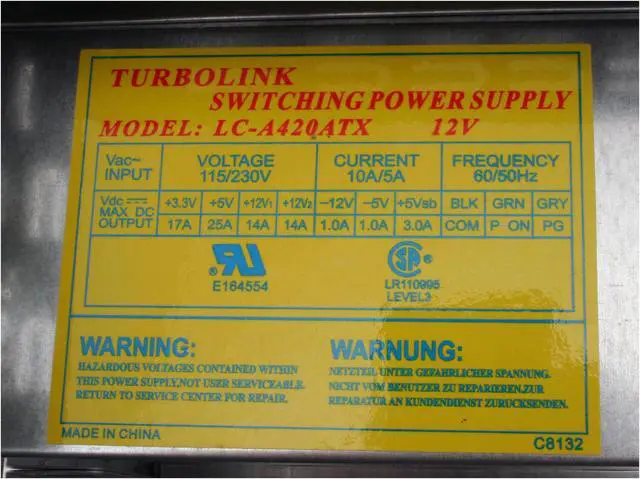 TURBOLINK
SWITCHING POWER SUPPLY
MODEL: LC-A420ATX 12V
Vac~ INPUT VOLTAGE 115/230V CURRENT 10A/5A FREQUENCY 60/50Hz
Vdc ⎓ MAX DC OUTPUT +3.3V +5V +12V1 +12V2 -12V -5V +5Vsb BLK GRN GRY
17A 25A 14A 14A 1.0A 1.0A 3.0A COM P ON PG
RU ®
E164554
SA ®
LR110995
LEVEL3
WARNING:
HAZARDOUS VOLTAGES CONTAINED WITHIN
THIS POWER SUPPLY,NOT USER SERVICEABLE.
RETURN TO SERVICE CENTER FOR REPAIR.
WARNUNG:
NETZTEIL UNTER GEFAHRLICHER SPANNUNG.
NICHT VOM BENUTZER ZU REPARIEREN,ZUR
REPARATUR AN KUNDENDIENST ZURUCKSENDEN.
MADE IN CHINA
C8132